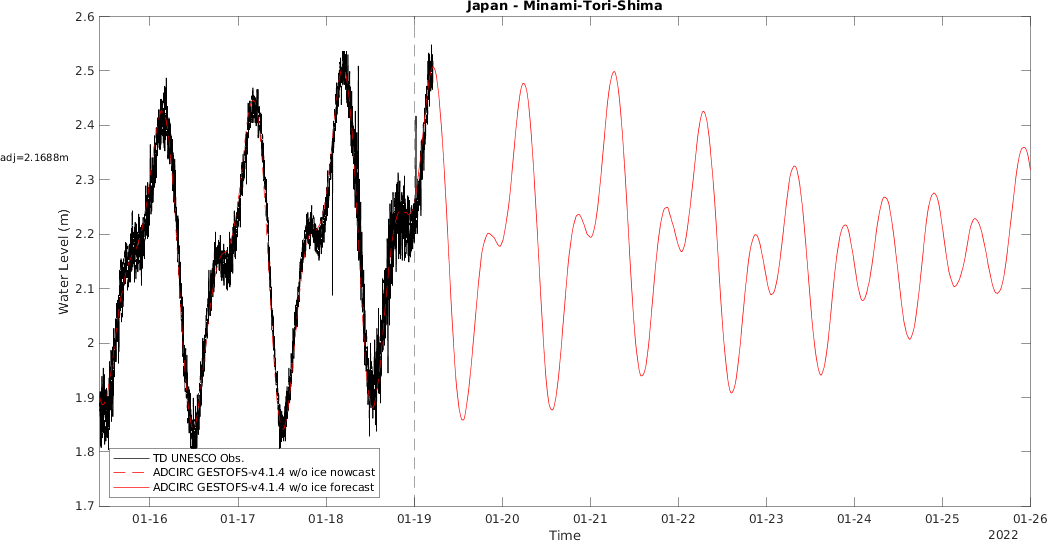 Japan - Minami-Tori-Shima
2.6
2.5
2.4
adj=2.1688m
2.3
2.2
2.1
2
1.9
1.8
1.7
Water Level (m)
TD UNESCO Obs.
ADCIRC GESTOFS-v4.1.4 w/o ice nowcast
ADCIRC GESTOFS-v4.1.4 w/o ice forecast
01-16 01-17 01-18 01-19 01-20 01-21 01-22 01-23 01-24 01-25 01-26
Time
2022